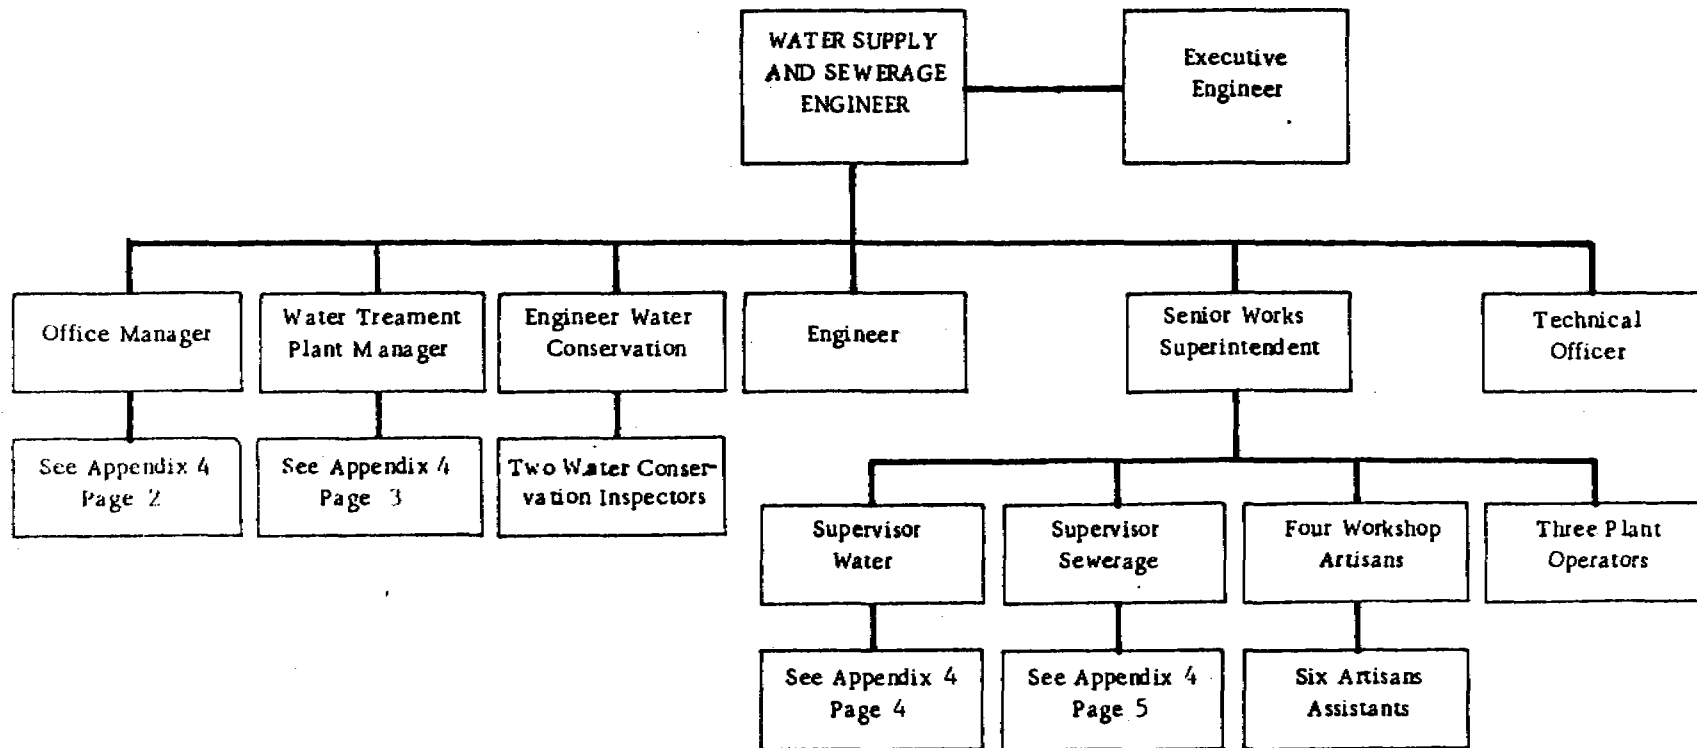 WATER SUPPLY
AND SEWERAGE
ENGINEER
Executive
Engineer
Office Manager
Water Treament
Plant Manager
Engineer Water
Conservation
Engineer
Senior Works
Superintendent
Technical
Officer
See Appendix 4
Page 2
See Appendix 4
Page 3
Two Water Conser-
vation Inspectors
Supervisor
Water
Supervisor
Sewerage
Four Workshop
Artisans
Three Plant
Operators
See Appendix 4
Page 4
See Appendix 4
Page 5
Six Artisans
Assistants